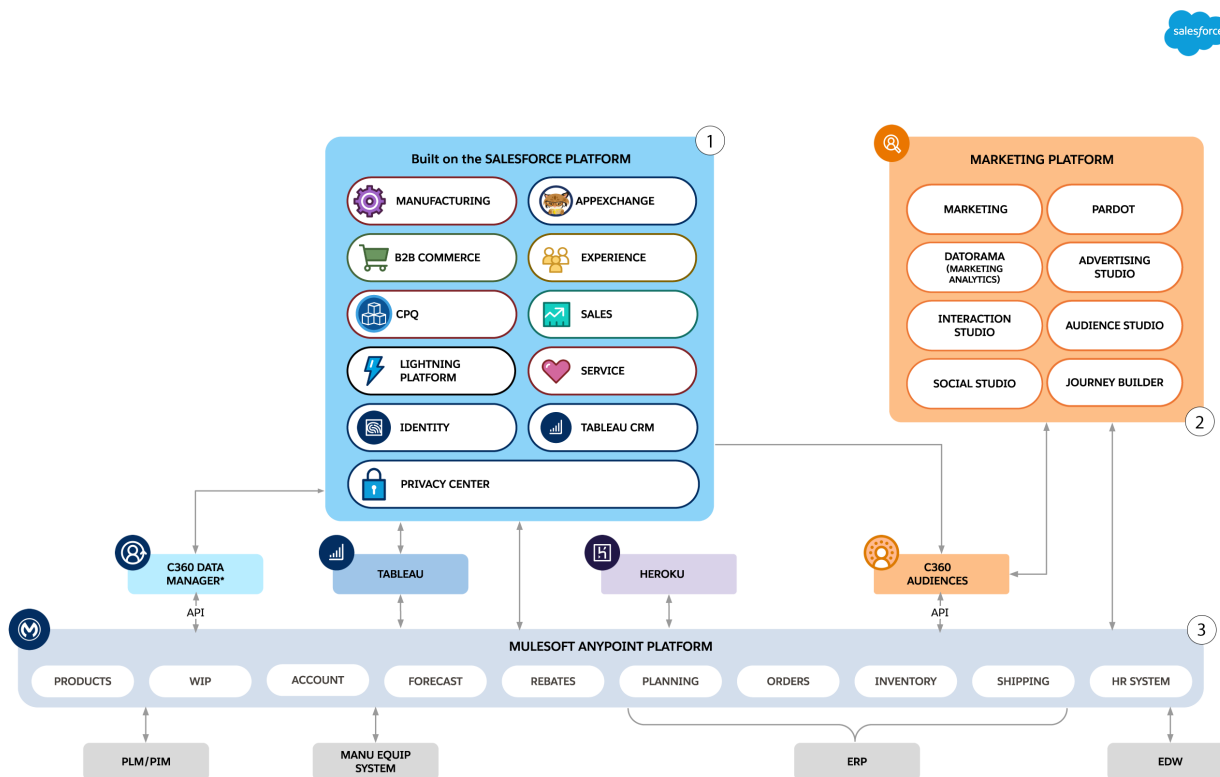 salesforce
1
Built on the SALESFORCE PLATFORM
MANUFACTURING
APPEXCHANGE
B2B COMMERCE
EXPERIENCE
CPQ
SALES
LIGHTNING
PLATFORM
SERVICE
IDENTITY
TABLEAU CRM
PRIVACY CENTER
MARKETING PLATFORM
MARKETING
PARDOT
DATORAMA
(MARKETING
ANALYTICS)
ADVERTISING
STUDIO
INTERACTION
STUDIO
AUDIENCE STUDIO
SOCIAL STUDIO
JOURNEY BUILDER
2
C360 DATA
MANAGER*
TABLEAU
HEROKU
C360
AUDIENCES
API
API
3
MULESOFT ANYPOINT PLATFORM
PRODUCTS
WIP
ACCOUNT
FORECAST
REBATES
PLANNING
ORDERS
INVENTORY
SHIPPING
HR SYSTEM
PLM/PIM
MANU EQUIP
SYSTEM
ERP
EDW